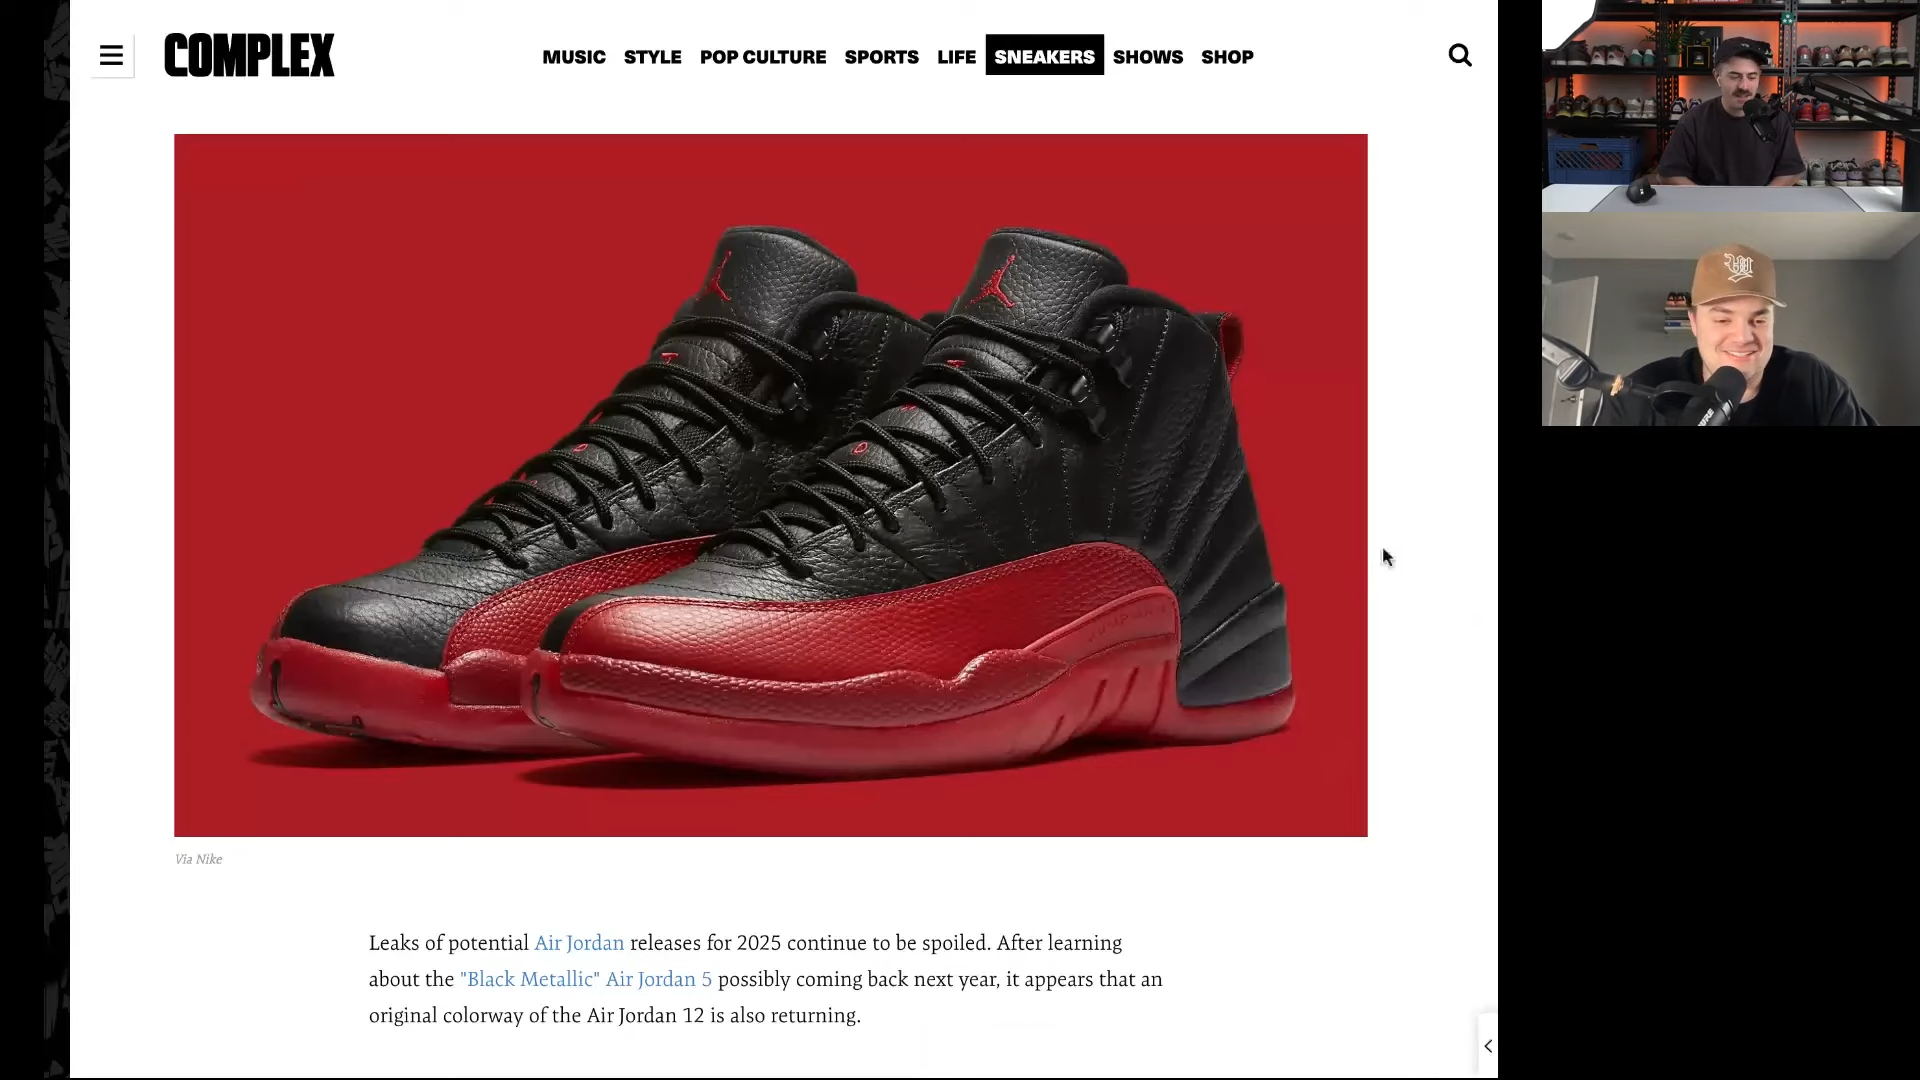 COMPLEX
MUSIC STYLE POP CULTURE SPORTS LIFE SNEAKERS SHOWS SHOP
Via Nike
Leaks of potential Air Jordan releases for 2025 continue to be spoiled. After learning
about the "Black Metallic" Air Jordan 5 possibly coming back next year, it appears that an
original colorway of the Air Jordan 12 is also returning.